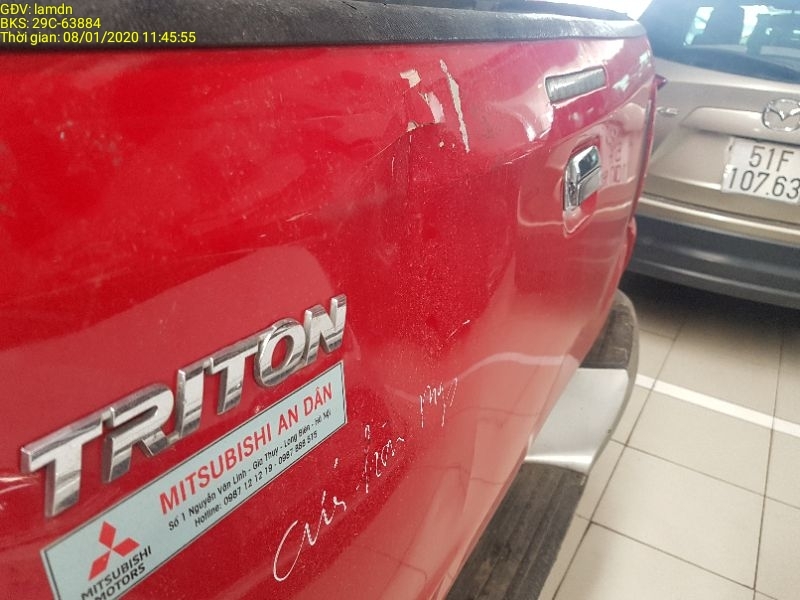 GĐV: lamdn
BKS: 29C-63884
Thời gian: 08/01/2020 11:45:55
51F
107.63
TRITON
MITSUBISHI AN DÂN
Số 1 Nguyễn Văn Linh - Gia Thụy - Long Biên - Hà Nội
Hotline: 0987 12 12 19 - 0987 888 515
MITSUBISHI
MOTORS